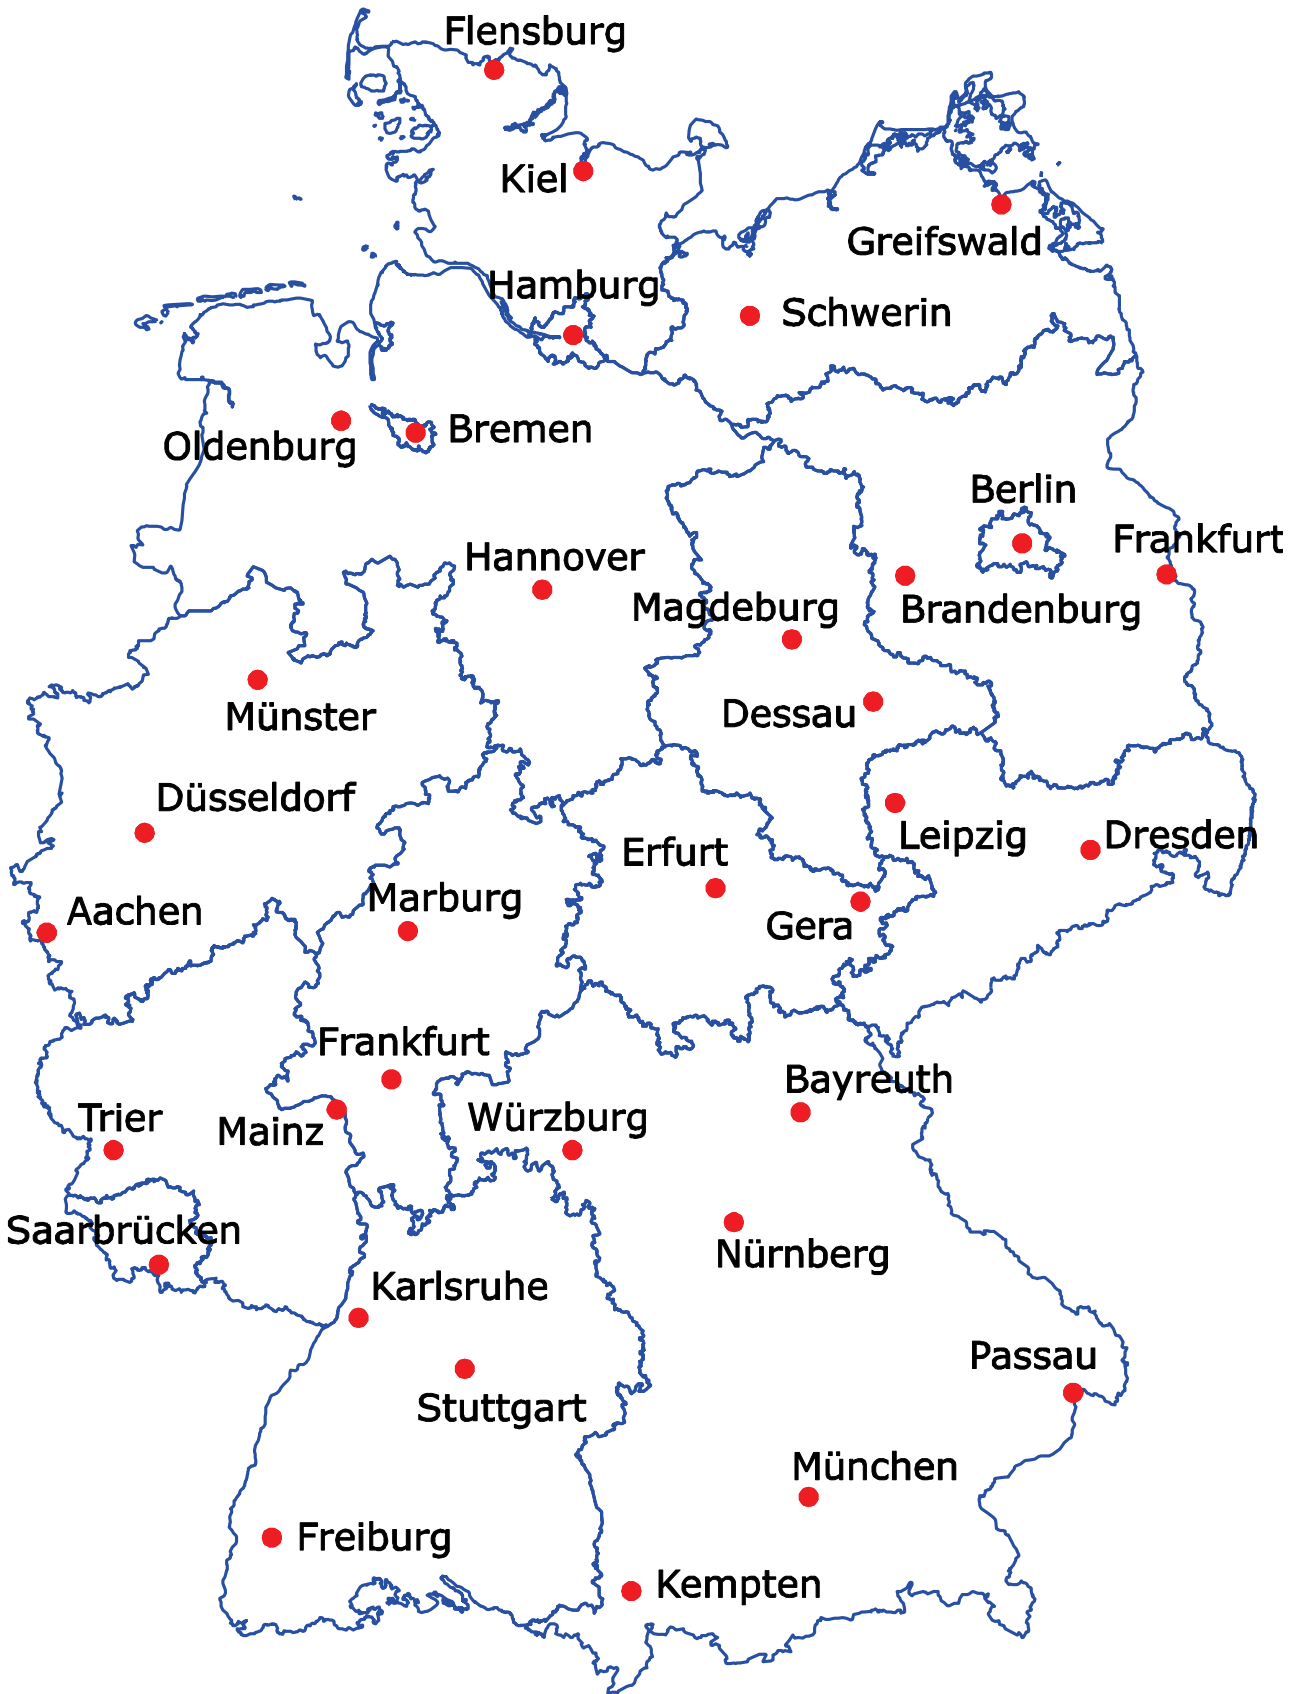 Flensburg
Kiel
Greifswald
Hamburg
Schwerin
Oldenburg
Bremen
Berlin
Frankfurt
Hannover
Magdeburg
Brandenburg
Münster
Dessau
Düsseldorf
Leipzig
Dresden
Erfurt
Aachen
Marburg
Gera
Frankfurt
Bayreuth
Trier
Mainz
Würzburg
Saarbrücken
Nürnberg
Karlsruhe
Passau
Stuttgart
München
Freiburg
Kempten